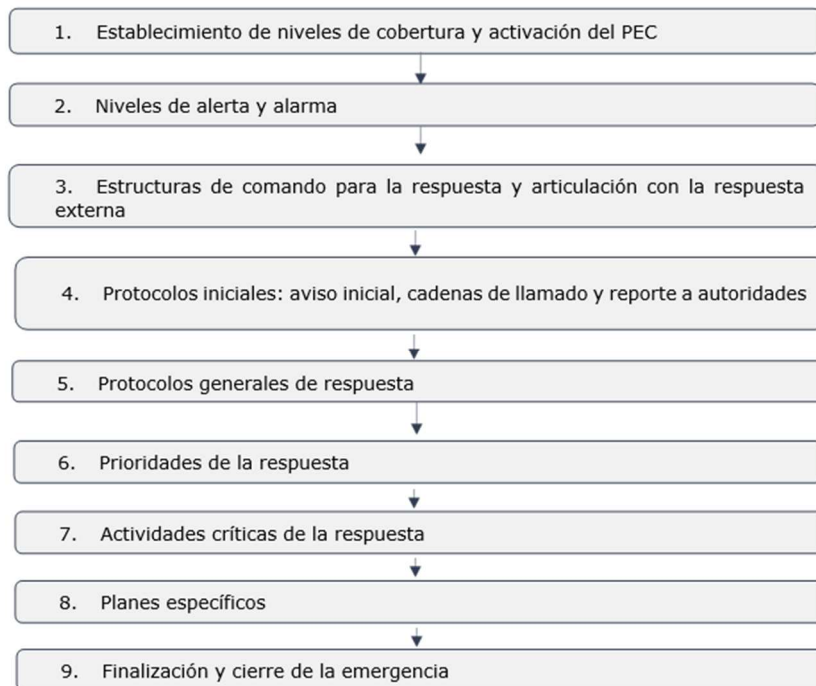 1. Establecimiento de niveles de cobertura y activación del PEC
2. Niveles de alerta y alarma
3. Estructuras de comando para la respuesta y articulación con la respuesta
externa
4. Protocolos iniciales: aviso inicial, cadenas de llamado y reporte a autoridades
5. Protocolos generales de respuesta
6. Prioridades de la respuesta
7. Actividades críticas de la respuesta
8. Planes específicos
9. Finalización y cierre de la emergencia